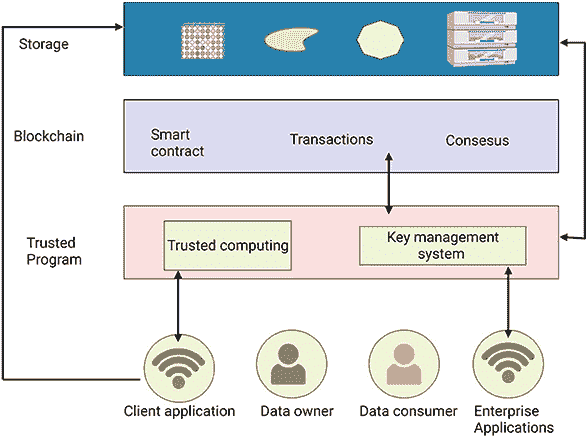 Storage
Blockchain
Smart
contract
Transactions
Consesus
Trusted
Program
Trusted computing
Key management
system
Client application
Data owner
Data consumer
Enterprise
Applications